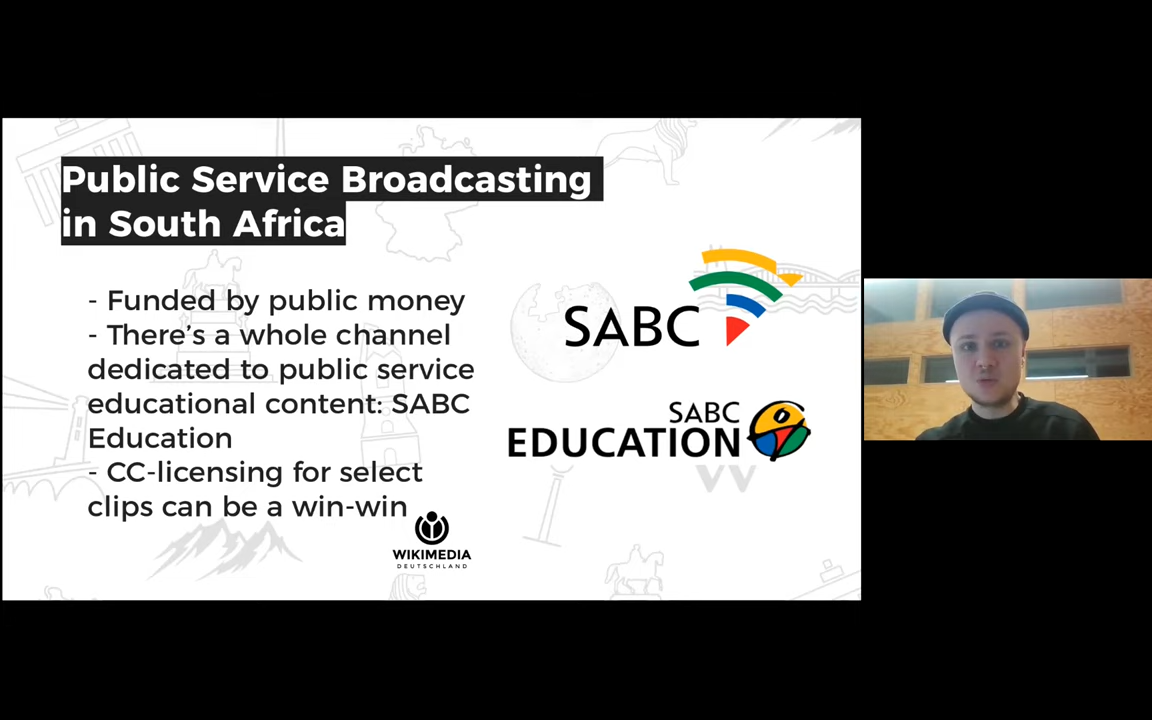 Public Service Broadcasting
in South Africa
- Funded by public money
- There's a whole channel
dedicated to public service
educational content: SABC
Education
- CC-licensing for select
clips can be a win-win
SABC
SABC
EDUCATION
WIKIMEDIA
DEUTSCHLAND